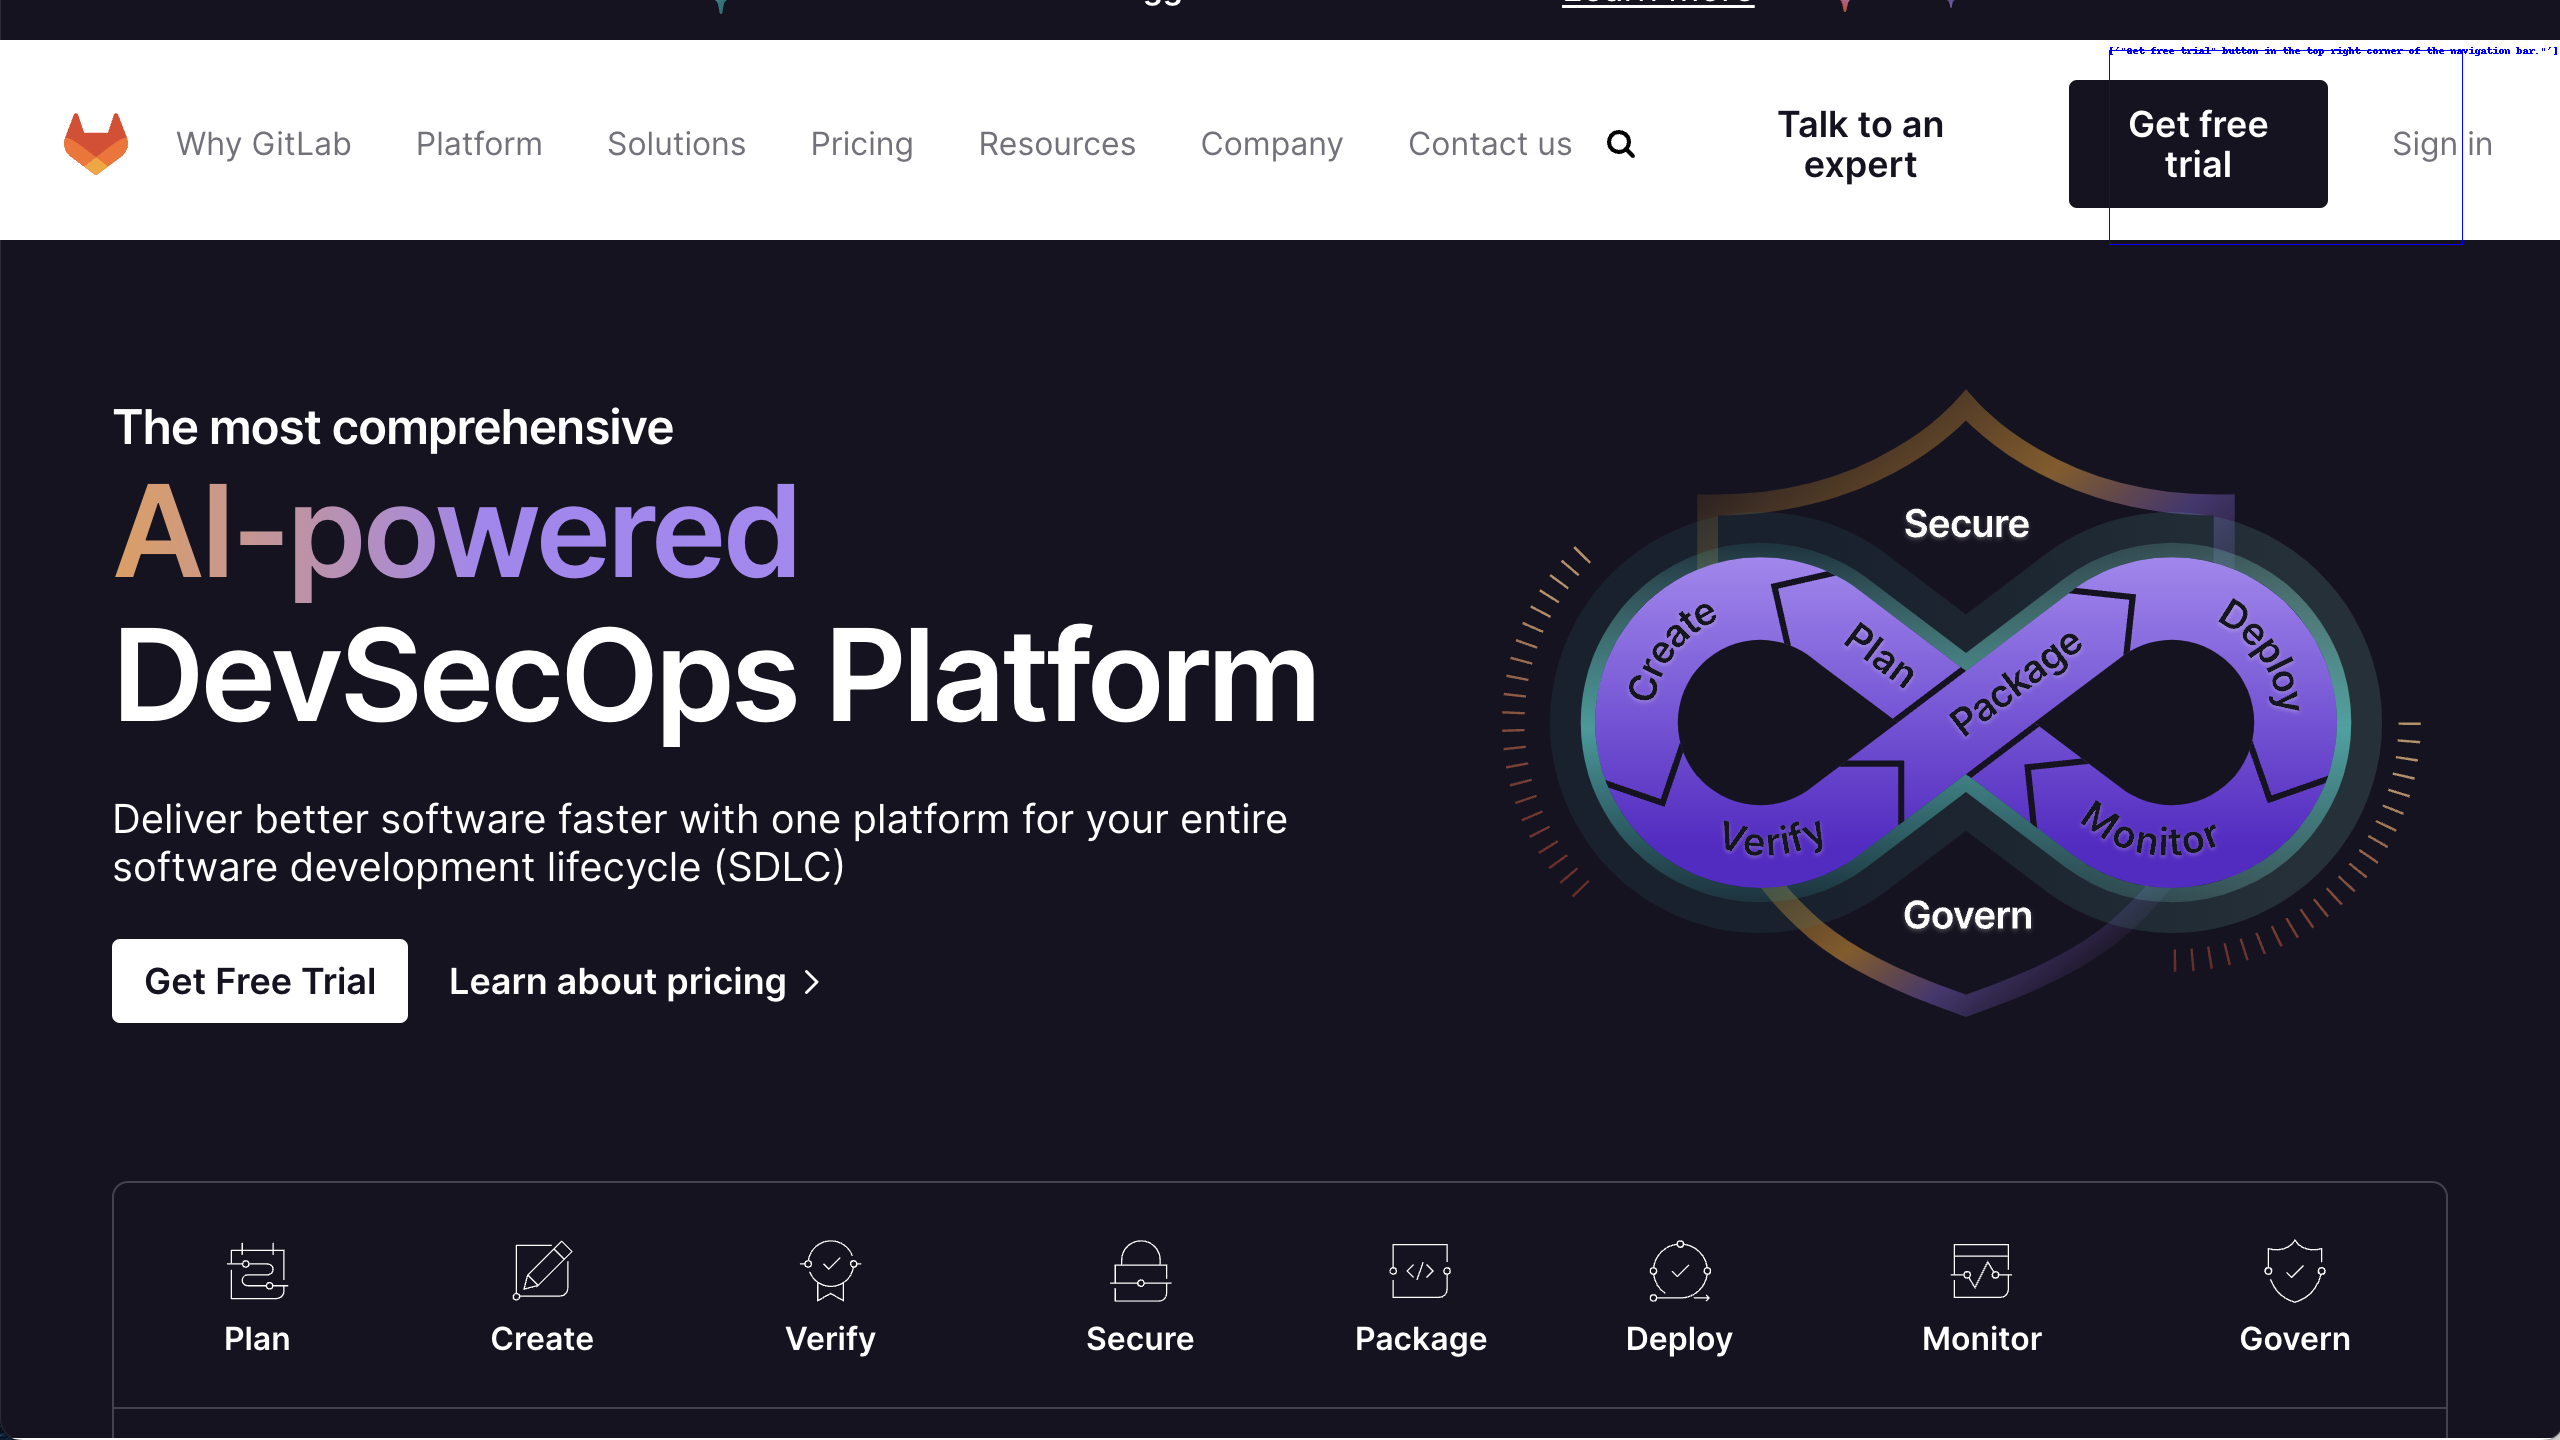 ["Get free trial" button in the top right corner of the navigation bar."']
Why GitLab
Platform
Solutions
Pricing
Resources
Company
Contact us
Talk to an
expert
Get free
trial
Sign in
The most comprehensive
AI-powered
DevSecOps Platform
Deliver better software faster with one platform for your entire
software development lifecycle (SDLC)
Get Free Trial
Learn about pricing
Secure
Create
Plan
Package
Deploy
Verify
Monitor
Govern
Plan
Create
Verify
Secure
Package
Deploy
Monitor
Govern